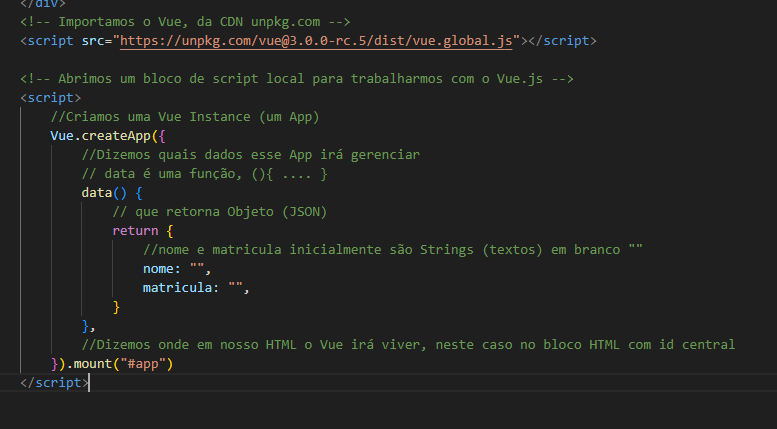 </div>
<!-- Importamos o Vue, da CDN unpkg.com -->
<script src="https://unpkg.com/vue@3.0.0-rc.5/dist/vue.global.js"></script>
<!-- Abrimos um bloco de script local para trabalharmos com o Vue.js -->
<script>
//Criamos uma Vue Instance (um App)
Vue.createApp({
//Dizemos quais dados esse App irá gerenciar
// data é uma função, (){ .... }
data() {
// que retorna Objeto (JSON)
return {
//nome e matricula inicialmente são Strings (textos) em branco ""
nome: "",
matricula: "",
}
},
//Dizemos onde em nosso HTML o Vue irá viver, neste caso no bloco HTML com id central
}).mount("#app")
</script>